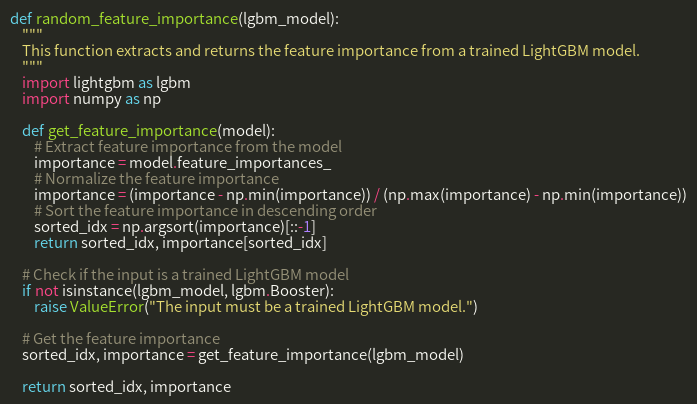 def random_feature_importance(lgbm_model):
    """
    This function extracts and returns the feature importance from a trained LightGBM model.
    """
    import lightgbm as lgbm
    import numpy as np

    def get_feature_importance(model):
        # Extract feature importance from the model
        importance = model.feature_importances_
        # Normalize the feature importance
        importance = (importance - np.min(importance)) / (np.max(importance) - np.min(importance))
        # Sort the feature importance in descending order
        sorted_idx = np.argsort(importance)[::-1]
        return sorted_idx, importance[sorted_idx]

    # Check if the input is a trained LightGBM model
    if not isinstance(lgbm_model, lgbm.Booster):
        raise ValueError("The input must be a trained LightGBM model.")

    # Get the feature importance
    sorted_idx, importance = get_feature_importance(lgbm_model)

    return sorted_idx, importance